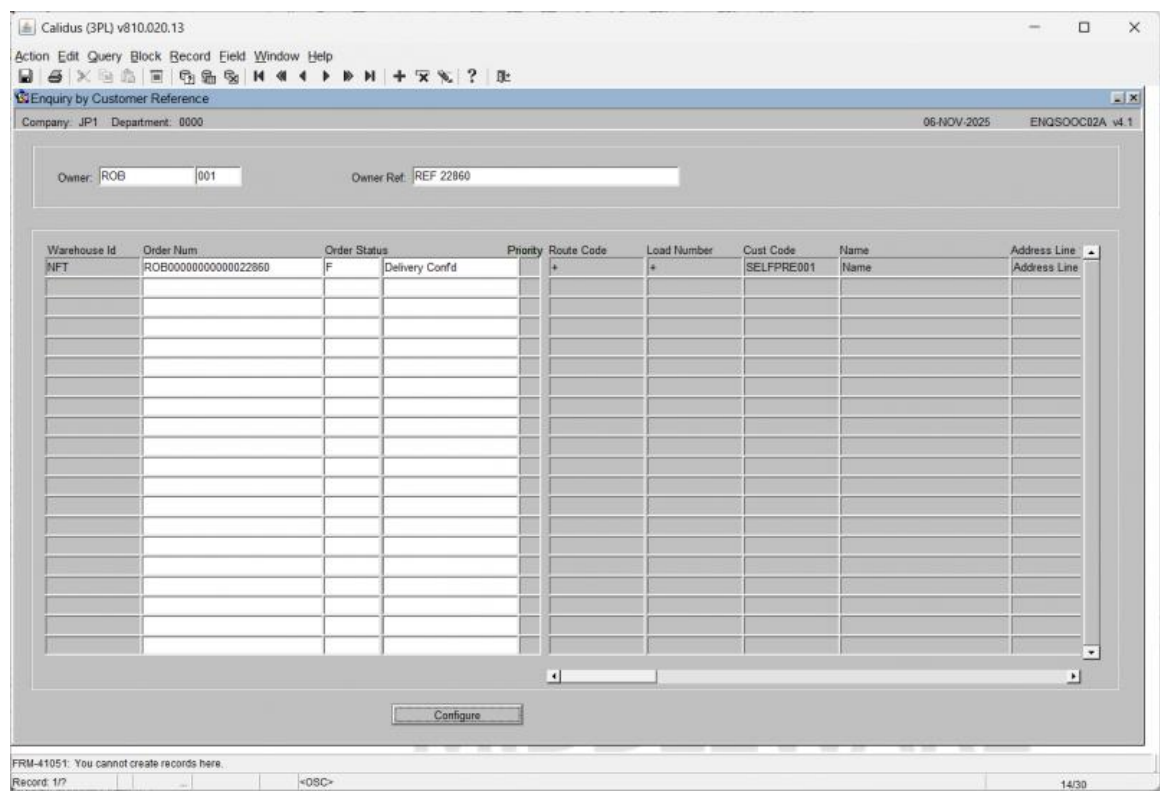 Calidus (3PL) v810.020.13
Action Edit Query Block Record Field Window Help
Enquiry by Customer Reference
Company: JP1 Department: 0000 06-NOV-2025 ENQSOOC02A v4.1
Owner: ROB 001 Owner Ref: REF 22860
Warehouse Id Order Num Order Status Priority Route Code Load Number Cust Code Name Address Line
NFT ROB00000000000022860 F Delivery Conf'd + + SELFPRE001 Name Address Line
Configure
MIDDLEWARE
FRM-41051: You cannot create records here.
Record: 1/? ... <OSC> 14/30